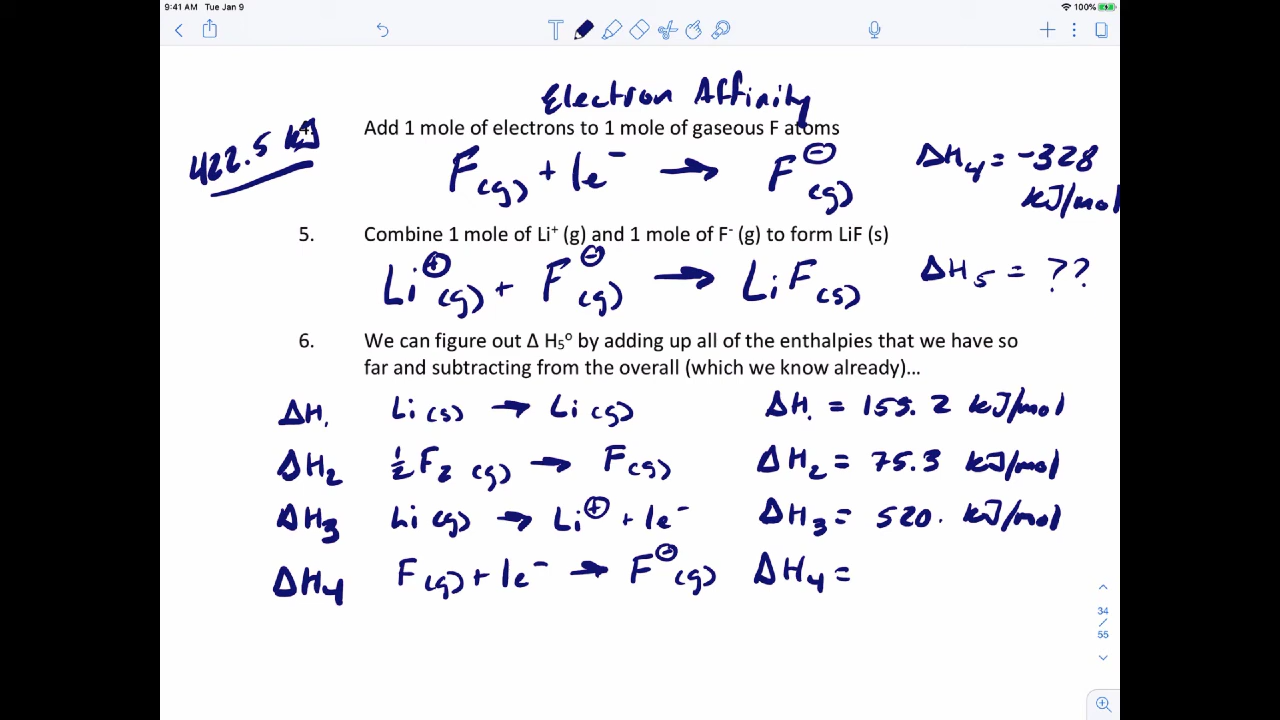 9:41 AM Tue Jan 9
100%
Electron Affinity
4. Add 1 mole of electrons to 1 mole of gaseous F atoms
422.5 kJ
F(g) + 1e⁻ → F⊖(g) ΔH₄ = -328 kJ/mol
5. Combine 1 mole of Li⁺ (g) and 1 mole of F⁻ (g) to form LiF (s)
Li⊕(g) + F⊖(g) → LiF(s) ΔH₅ = ??
6. We can figure out Δ H₅° by adding up all of the enthalpies that we have so
far and subtracting from the overall (which we know already)...
ΔH₁ Li(s) → Li(g) ΔH₁ = 159.2 kJ/mol
ΔH₂ ½F₂(g) → F(g) ΔH₂ = 75.3 kJ/mol
ΔH₃ Li(g) → Li⊕ + 1e⁻ ΔH₃ = 520. kJ/mol
ΔH₄ F(g) + 1e⁻ → F⊖(g) ΔH₄ =
34
/
55